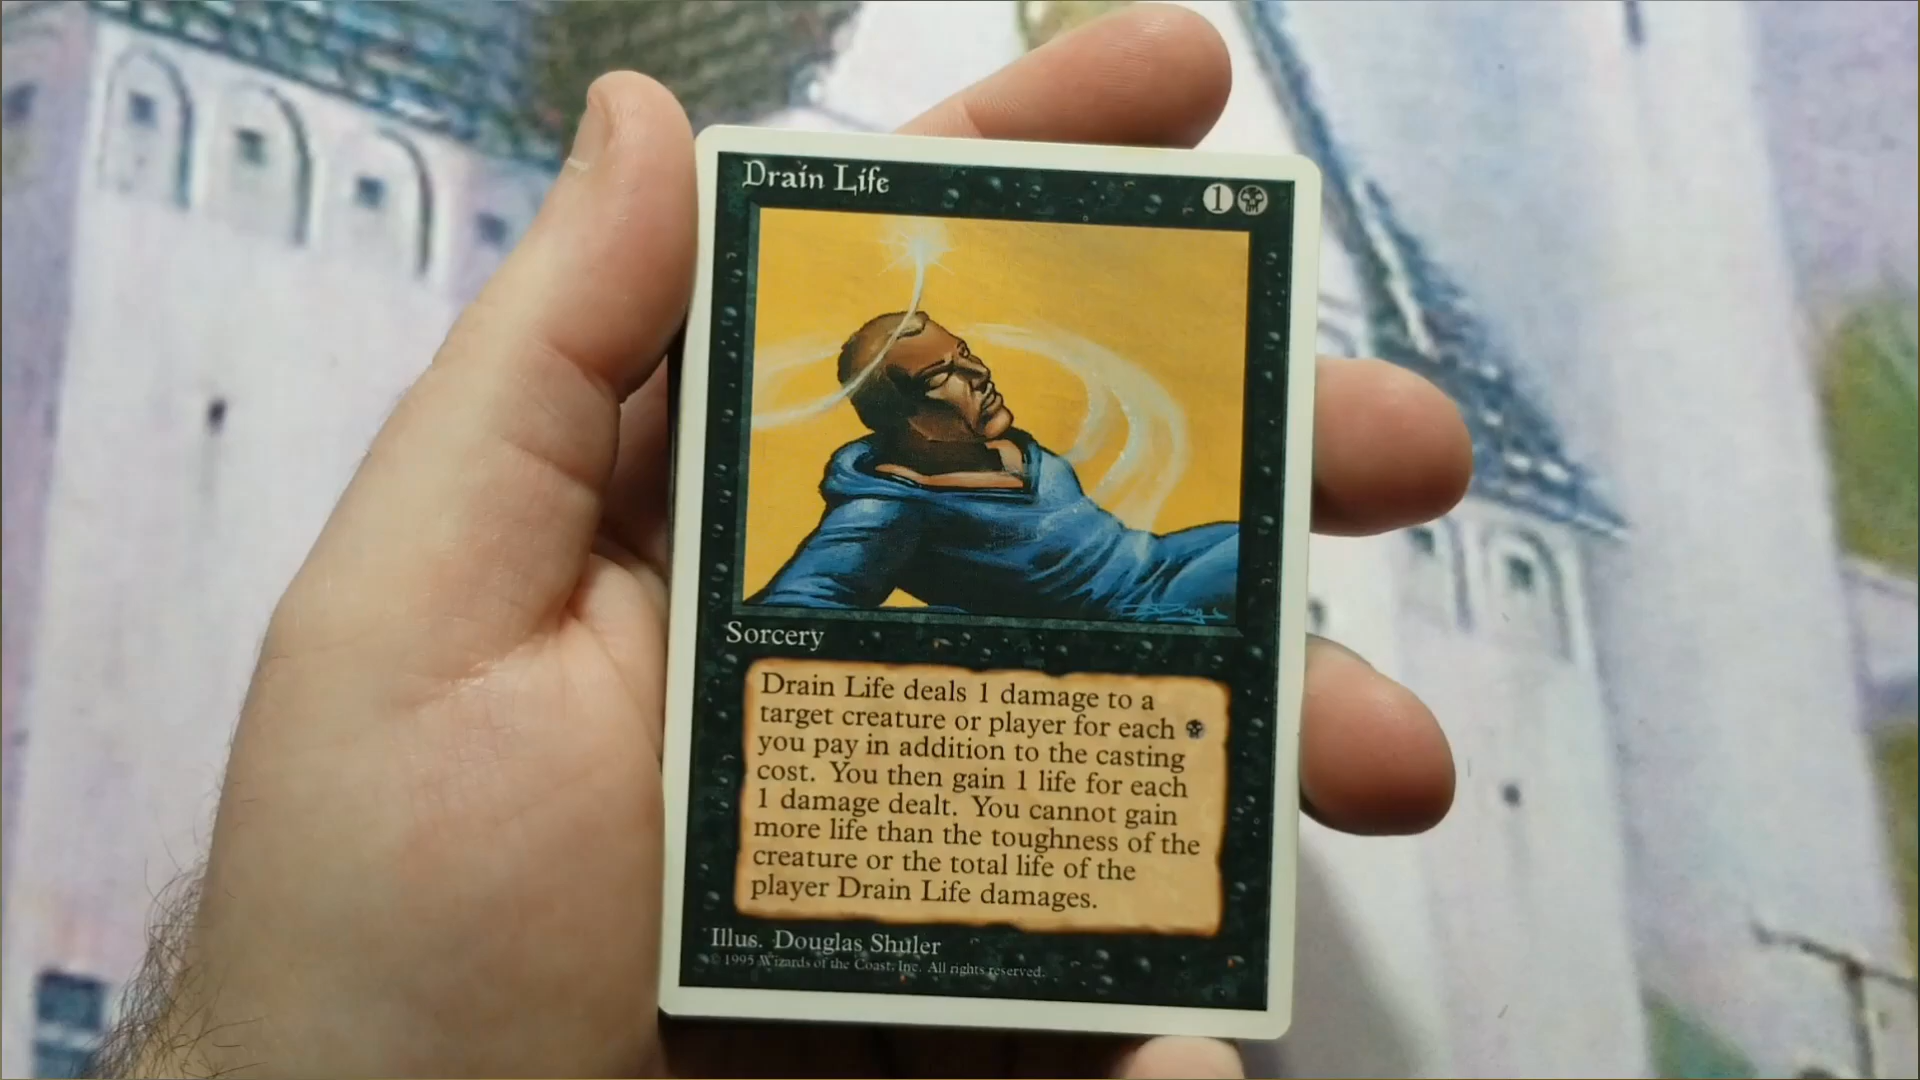 Drain Life
1
Doug S
Sorcery
Drain Life deals 1 damage to a
target creature or player for each
you pay in addition to the casting
cost. You then gain 1 life for each
1 damage dealt. You cannot gain
more life than the toughness of the
creature or the total life of the
player Drain Life damages.
Illus. Douglas Shuler
© 1995 Wizards of the Coast, Inc. All rights reserved.